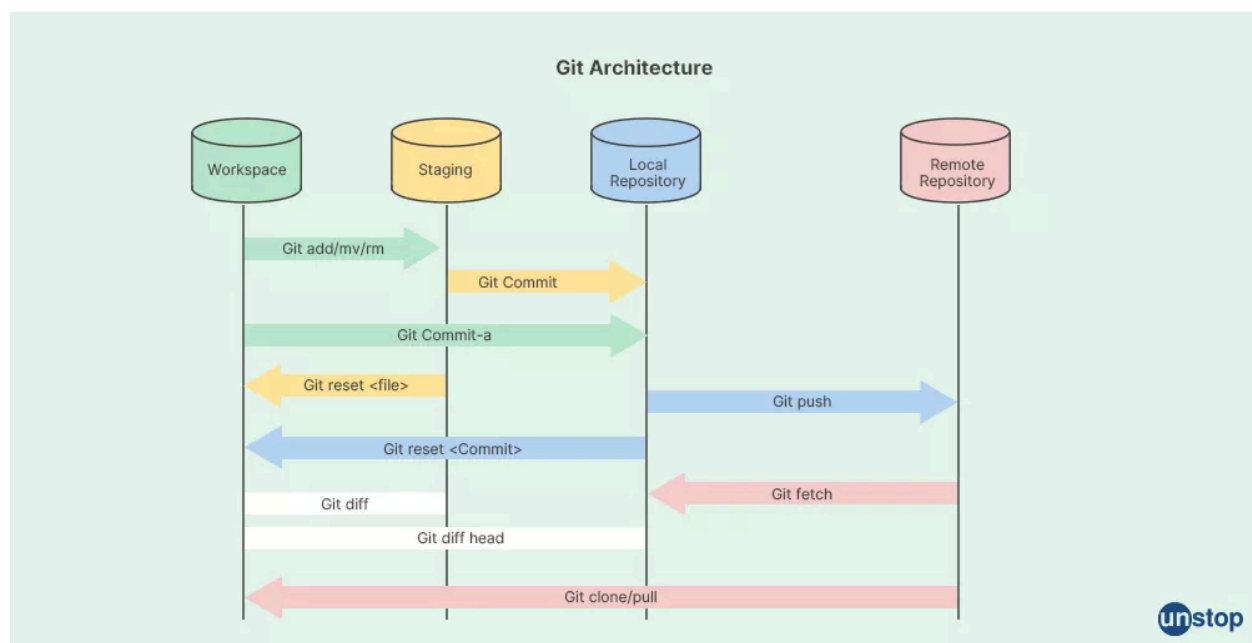 Git Architecture
Workspace
Staging
Local
Repository
Remote
Repository
Git add/mv/rm
Git Commit
Git Commit-a
Git reset <file>
Git push
Git reset <Commit>
Git fetch
Git diff
Git diff head
Git clone/pull
unstop